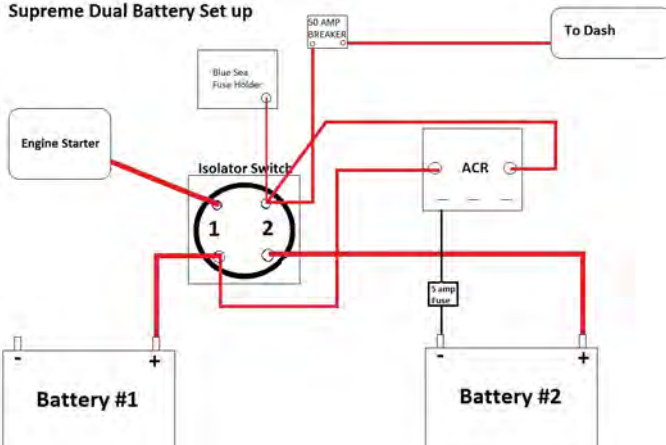 Supreme Dual Battery Set up
50 AMP
BREAKER
To Dash
Blue Sea
Fuse Holder
Engine Starter
Isolator Switch
ACR
1 2
5 amp
Fuse
- +
- +
Battery #1
Battery #2